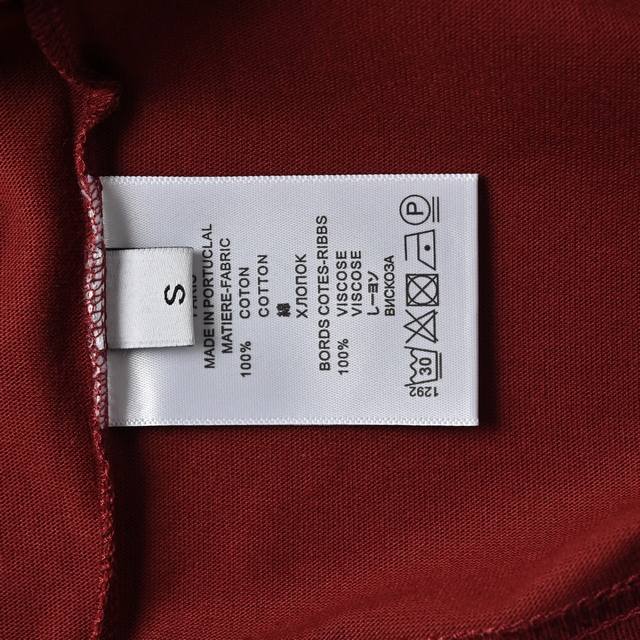 S
MADE IN PORTUCLAL
MATIERE-FABRIC
100% COTON
COTTON
綿
ХЛОПОК
BORDS COTES-RIBBS
100% VISCOSE
VISCOSE
レーヨン
ВИСКОЗА
P
30
1292